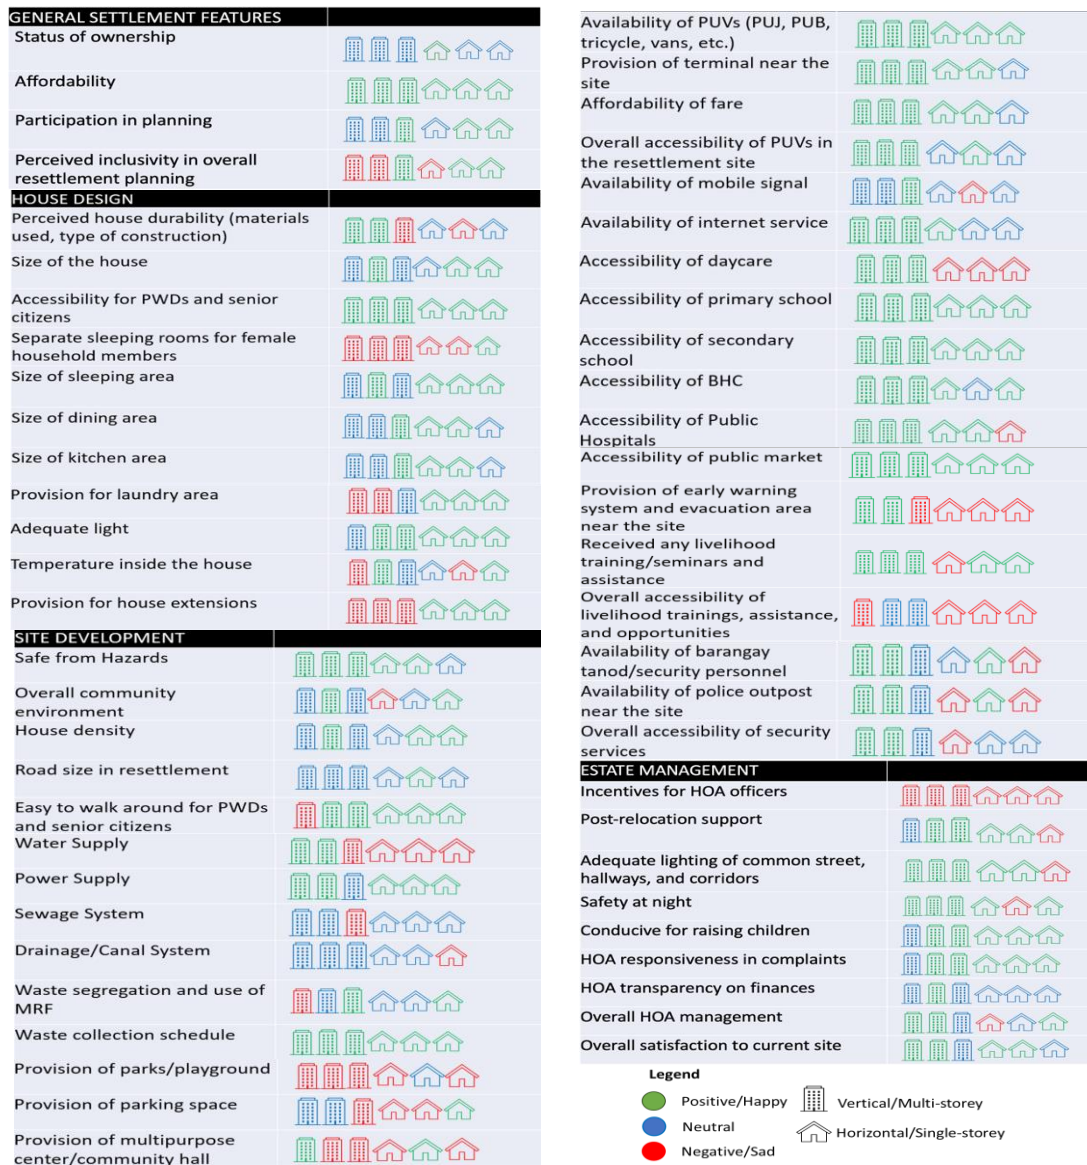 GENERAL SETTLEMENT FEATURES
Status of ownership
Affordability
Participation in planning
Perceived inclusivity in overall
resettlement planning
HOUSE DESIGN
Perceived house durability (materials
used, type of construction)
Size of the house
Accessibility for PWDs and senior
citizens
Separate sleeping rooms for female
household members
Size of sleeping area
Size of dining area
Size of kitchen area
Provision for laundry area
Adequate light
Temperature inside the house
Provision for house extensions
SITE DEVELOPMENT
Safe from Hazards
Overall community
environment
House density
Road size in resettlement
Easy to walk around for PWDs
and senior citizens
Water Supply
Power Supply
Sewage System
Drainage/Canal System
Waste segregation and use of
MRF
Waste collection schedule
Provision of parks/playground
Provision of parking space
Provision of multipurpose
center/community hall
Availability of PUVs (PUJ, PUB,
tricycle, vans, etc.)
Provision of terminal near the
site
Affordability of fare
Overall accessibility of PUVs in
the resettlement site
Availability of mobile signal
Availability of internet service
Accessibility of daycare
Accessibility of primary school
Accessibility of secondary
school
Accessibility of BHC
Accessibility of Public
Hospitals
Accessibility of public market
Provision of early warning
system and evacuation area
near the site
Received any livelihood
training/seminars and
assistance
Overall accessibility of
livelihood trainings, assistance,
and opportunities
Availability of barangay
tanod/security personnel
Availability of police outpost
near the site
Overall accessibility of security
services
ESTATE MANAGEMENT
Incentives for HOA officers
Post-relocation support
Adequate lighting of common street,
hallways, and corridors
Safety at night
Conducive for raising children
HOA responsiveness in complaints
HOA transparency on finances
Overall HOA management
Overall satisfaction to current site
Legend
Positive/Happy
Vertical/Multi-storey
Neutral
Horizontal/Single-storey
Negative/Sad